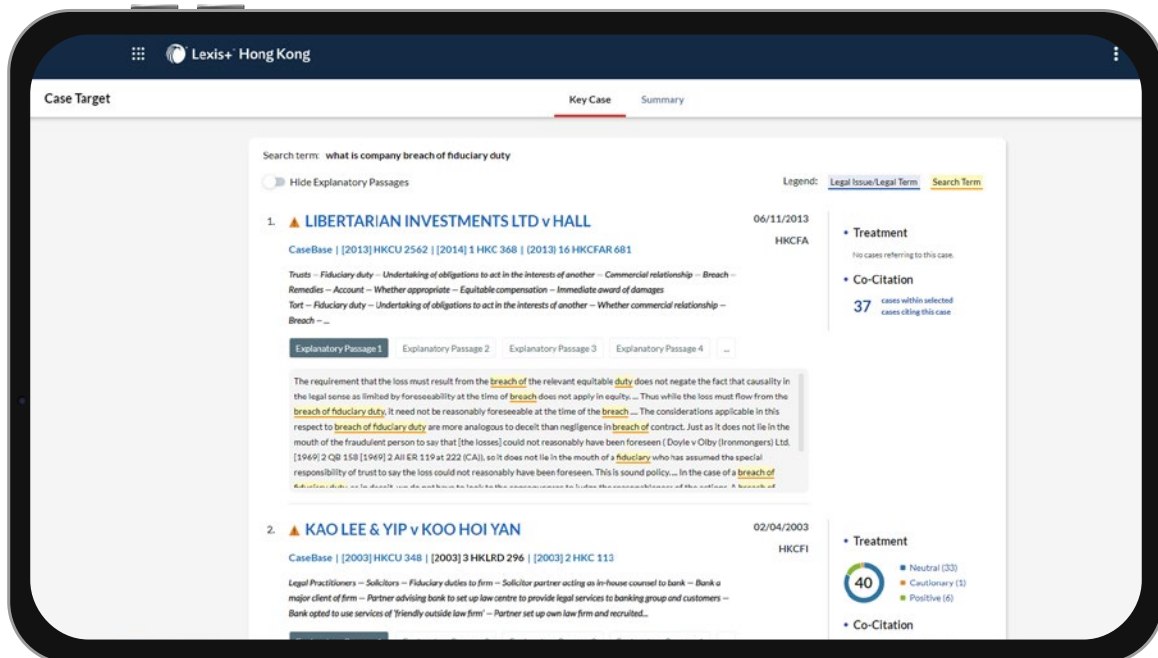 Lexis+ Hong Kong
Case Target
Key Case
Summary
Search term: what is company breach of fiduciary duty
Hide Explanatory Passages
Legend: Legal Issue/Legal Term Search Term
1. LIBERTARIAN INVESTMENTS LTD v HALL
06/11/2013
HKCFA
CaseBase | [2013] HKCU 2562 | [2014] 1 HKC 368 | (2013) 16 HKCFAR 681
Trusts — Fiduciary duty — Undertaking of obligations to act in the interests of another — Commercial relationship — Breach —
Remedies — Account — Whether appropriate — Equitable compensation — Immediate award of damages
Tort — Fiduciary duty — Undertaking of obligations to act in the interests of another — Whether commercial relationship —
Breach — ...
Explanatory Passage 1 Explanatory Passage 2 Explanatory Passage 3 Explanatory Passage 4 ...
The requirement that the loss must result from the breach of the relevant equitable duty does not negate the fact that causality in
the legal sense as limited by foreseeability at the time of breach does not apply in equity. ... Thus while the loss must flow from the
breach of fiduciary duty, it need not be reasonably foreseeable at the time of the breach .... The considerations applicable in this
respect to breach of fiduciary duty are more analogous to deceit than negligence in breach of contract. Just as it does not lie in the
mouth of the fraudulent person to say that [the losses] could not reasonably have been foreseen ( Doyle v Olby (Ironmongers) Ltd.
[1969] 2 QB 158 [1969] 2 All ER 119 at 222 (CA)), so it does not lie in the mouth of a fiduciary who has assumed the special
responsibility of trust to say the loss could not reasonably have been foreseen. This is sound policy.... In the case of a breach of
Treatment
No cases referring to this case.
Co-Citation
37 cases within selected
cases citing this case
2. KAO LEE & YIP v KOO HOI YAN
02/04/2003
HKCFI
CaseBase | [2003] HKCU 348 | [2003] 3 HKLRD 296 | [2003] 2 HKC 113
Legal Practitioners — Solicitors — Fiduciary duties to firm — Solicitor partner acting as in-house counsel to bank — Bank a
major client of firm — Partner advising bank to set up law centre to provide legal services to banking group and customers —
Bank opted to use services of 'friendly outside law firm' — Partner set up own law firm and recruited...
Treatment
40
Neutral (33)
Cautionary (1)
Positive (6)
Co-Citation